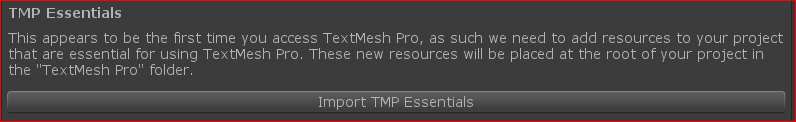 TMP Essentials
This appears to be the first time you access TextMesh Pro, as such we need to add resources to your project
that are essential for using TextMesh Pro. These new resources will be placed at the root of your project in
the "TextMesh Pro" folder.
Import TMP Essentials